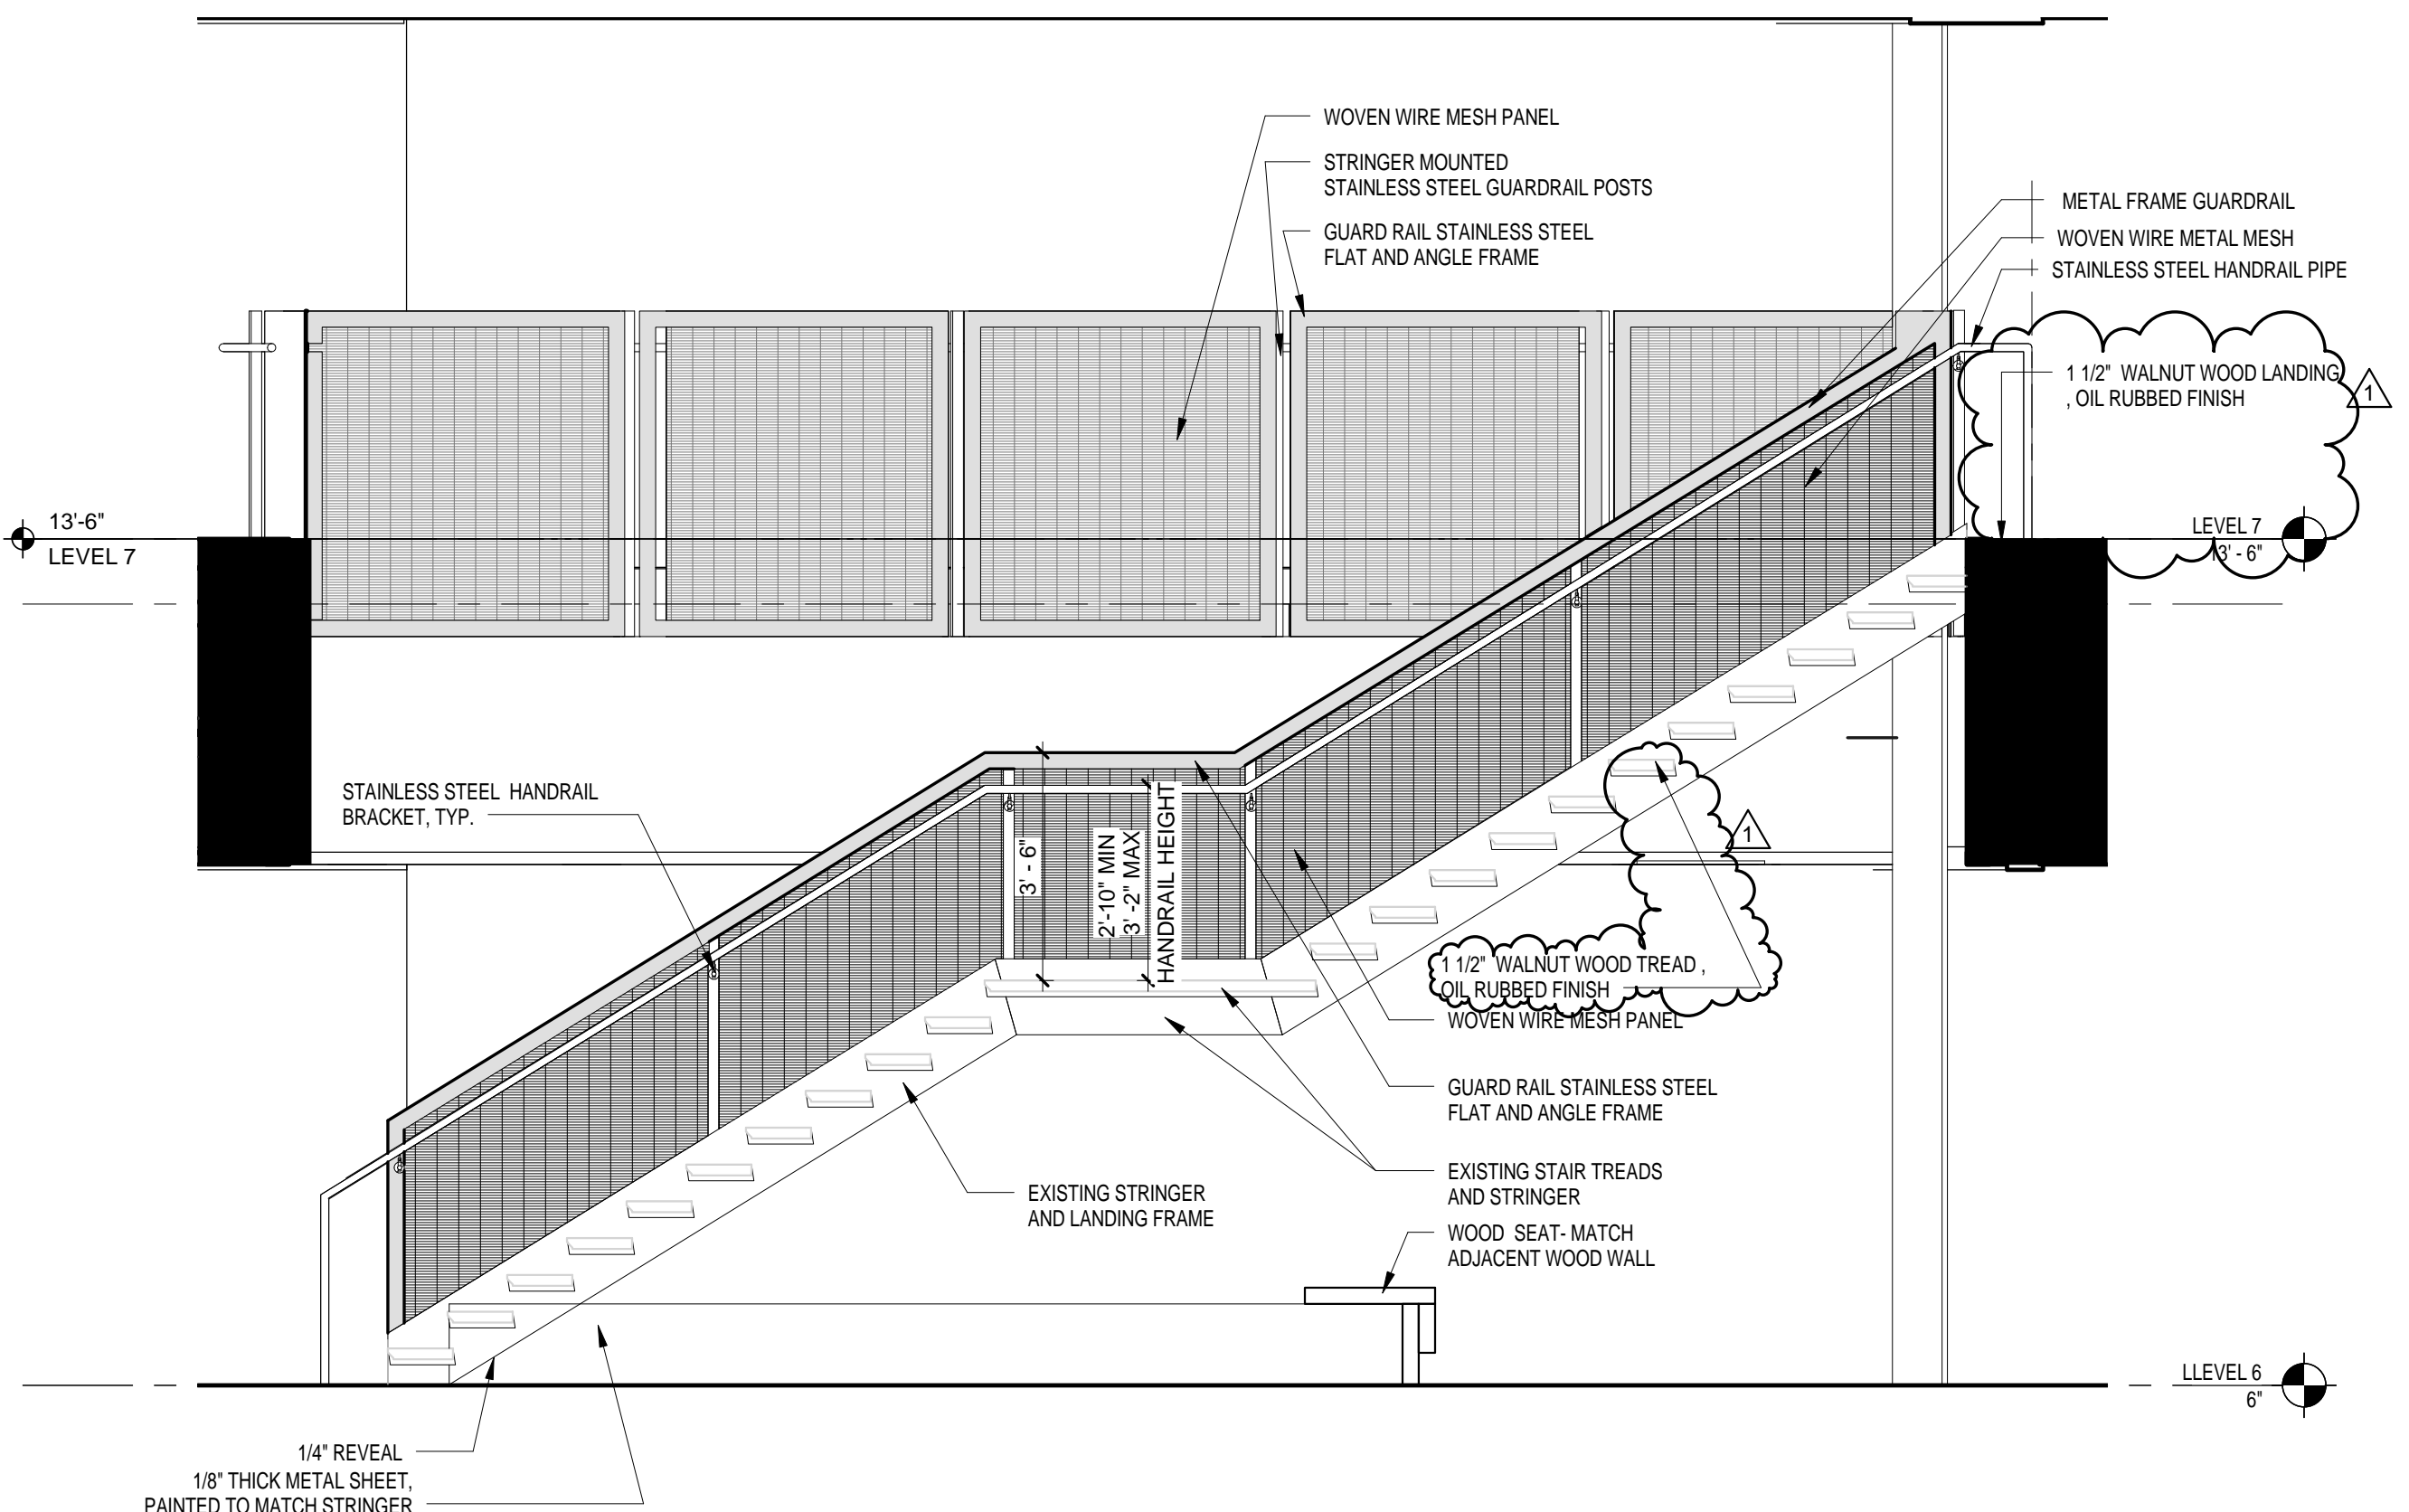 WOVEN WIRE MESH PANEL
STRINGER MOUNTED
STAINLESS STEEL GUARDRAIL POSTS
GUARD RAIL STAINLESS STEEL
FLAT AND ANGLE FRAME
METAL FRAME GUARDRAIL
WOVEN WIRE METAL MESH
STAINLESS STEEL HANDRAIL PIPE
1 1/2" WALNUT WOOD LANDING
, OIL RUBBED FINISH
1
13'-6"
LEVEL 7
LEVEL 7
13' - 6"
STAINLESS STEEL HANDRAIL
BRACKET, TYP.
3' - 6"
2'-10" MIN
3' -2" MAX
HANDRAIL HEIGHT
1
1 1/2" WALNUT WOOD TREAD ,
OIL RUBBED FINISH
WOVEN WIRE MESH PANEL
GUARD RAIL STAINLESS STEEL
FLAT AND ANGLE FRAME
EXISTING STAIR TREADS
AND STRINGER
EXISTING STRINGER
AND LANDING FRAME
WOOD SEAT- MATCH
ADJACENT WOOD WALL
LLEVEL 6
6"
1/4" REVEAL
1/8" THICK METAL SHEET,
PAINTED TO MATCH STRINGER